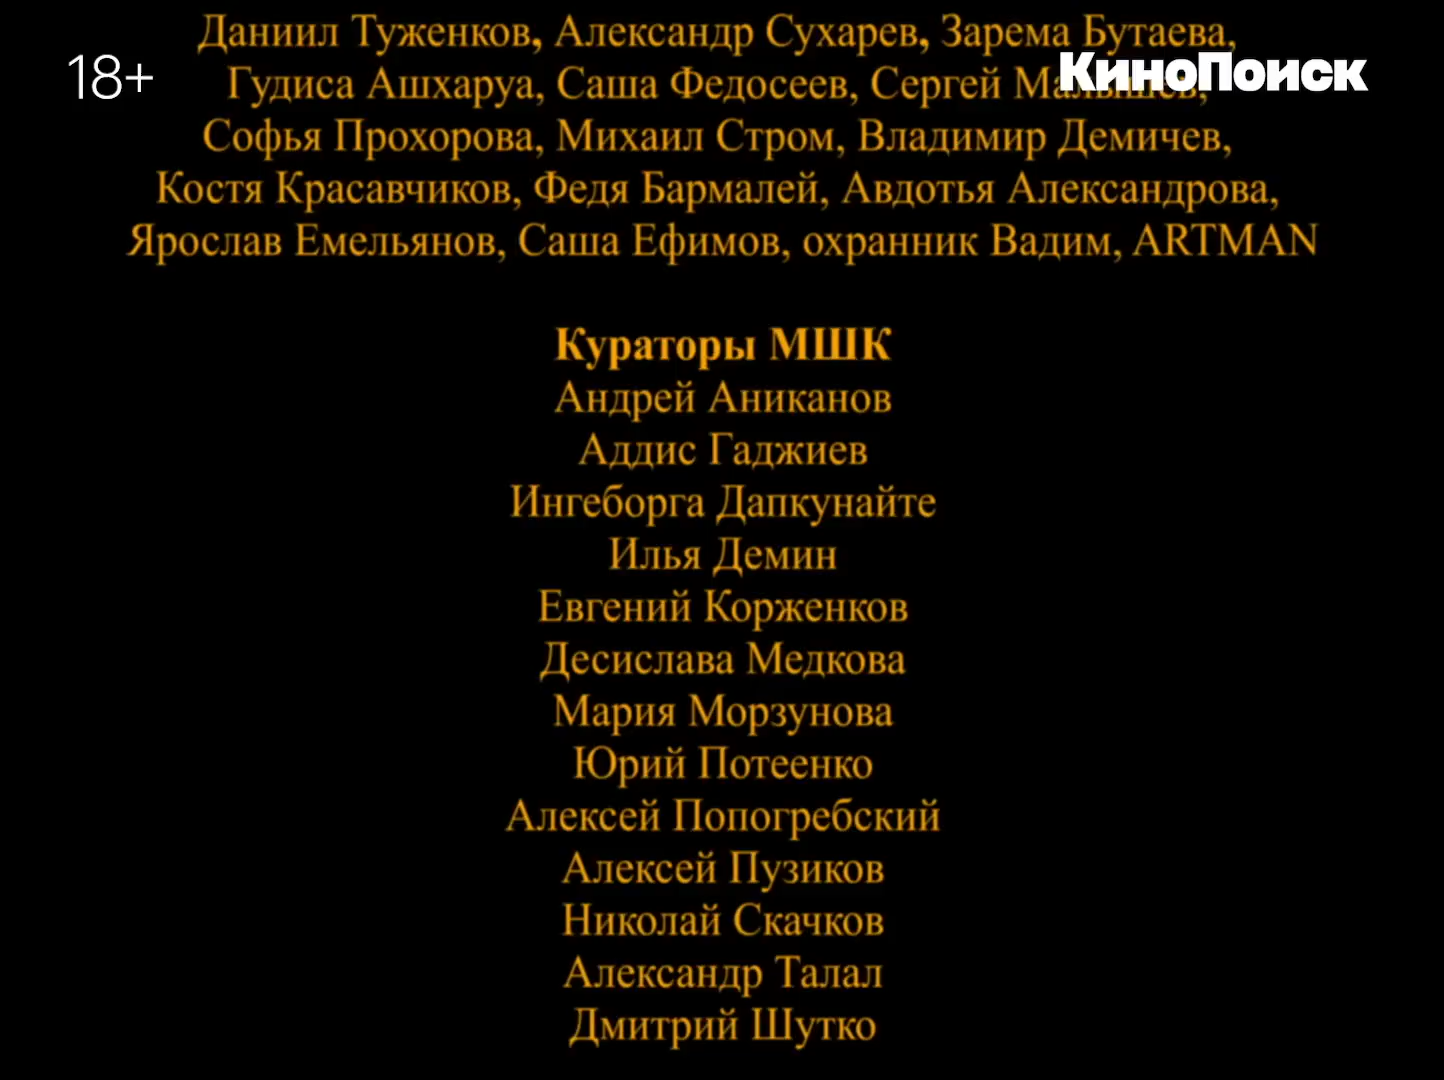 Даниил Туженков, Александр Сухарев, Зарема Бутаева,
18+
КиноПоиск
Гудиса Ашхаруа, Саша Федосеев, Сергей Малышев,
Софья Прохорова, Михаил Стром, Владимир Демичев,
Костя Красавчиков, Федя Бармалей, Авдотья Александрова,
Ярослав Емельянов, Саша Ефимов, охранник Вадим, ARTMAN
Кураторы МШК
Андрей Аниканов
Аддис Гаджиев
Ингеборга Дапкунайте
Илья Демин
Евгений Корженков
Десислава Медкова
Мария Морзунова
Юрий Потеенко
Алексей Попогребский
Алексей Пузиков
Николай Скачков
Александр Талал
Дмитрий Шутко